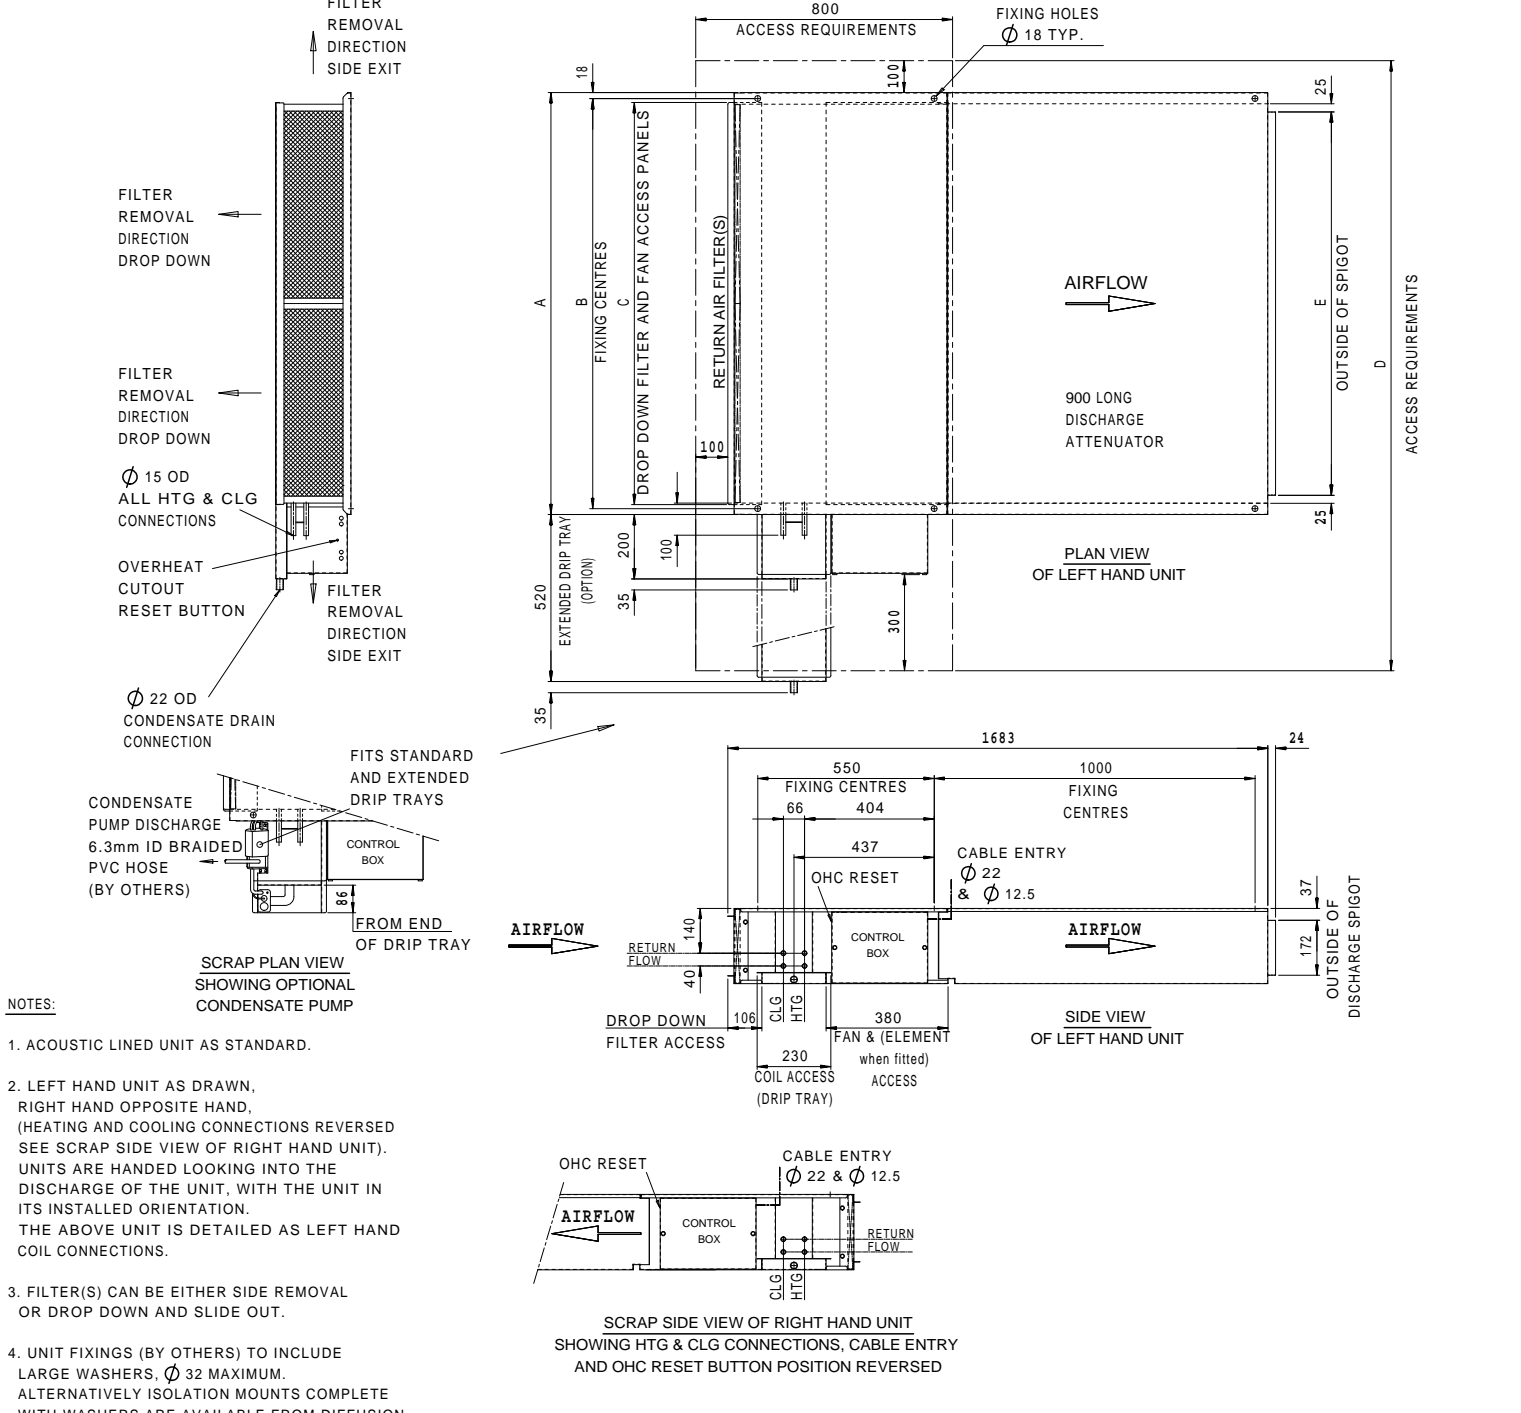 FILTER
REMOVAL
DIRECTION
SIDE EXIT
FILTER
REMOVAL
DIRECTION
DROP DOWN
FILTER
REMOVAL
DIRECTION
DROP DOWN
Ø 15 OD
ALL HTG & CLG
CONNECTIONS
OVERHEAT
CUTOUT
RESET BUTTON
FILTER
REMOVAL
DIRECTION
SIDE EXIT
Ø 22 OD
CONDENSATE DRAIN
CONNECTION
800
ACCESS REQUIREMENTS
FIXING HOLES
Ø 18 TYP.
18
100
25
A
B
FIXING CENTRES
C
DROP DOWN FILTER AND FAN ACCESS PANELS
RETURN AIR FILTER(S)
100
AIRFLOW
900 LONG
DISCHARGE
ATTENUATOR
E
OUTSIDE OF SPIGOT
D
ACCESS REQUIREMENTS
25
520
EXTENDED DRIP TRAY
(OPTION)
200
100
35
300
35
PLAN VIEW
OF LEFT HAND UNIT
FITS STANDARD
AND EXTENDED
DRIP TRAYS
CONDENSATE
PUMP DISCHARGE
6.3mm ID BRAIDED
PVC HOSE
(BY OTHERS)
CONTROL
BOX
86
FROM END
OF DRIP TRAY
SCRAP PLAN VIEW
SHOWING OPTIONAL
CONDENSATE PUMP
1683
24
550
FIXING CENTRES
1000
FIXING
CENTRES
66
404
437
CABLE ENTRY
Ø 22
& Ø 12.5
OHC RESET
AIRFLOW
RETURN
FLOW
140
40
CONTROL
BOX
AIRFLOW
37
172
OUTSIDE OF
DISCHARGE SPIGOT
CLG
HTG
DROP DOWN
FILTER ACCESS
106
380
FAN & (ELEMENT
when fitted)
ACCESS
230
COIL ACCESS
(DRIP TRAY)
SIDE VIEW
OF LEFT HAND UNIT
OHC RESET
CABLE ENTRY
Ø 22 & Ø 12.5
AIRFLOW
CONTROL
BOX
RETURN
FLOW
CLG
HTG
SCRAP SIDE VIEW OF RIGHT HAND UNIT
SHOWING HTG & CLG CONNECTIONS, CABLE ENTRY
AND OHC RESET BUTTON POSITION REVERSED
NOTES:
1. ACOUSTIC LINED UNIT AS STANDARD.
2. LEFT HAND UNIT AS DRAWN,
RIGHT HAND OPPOSITE HAND,
(HEATING AND COOLING CONNECTIONS REVERSED
SEE SCRAP SIDE VIEW OF RIGHT HAND UNIT).
UNITS ARE HANDED LOOKING INTO THE
DISCHARGE OF THE UNIT, WITH THE UNIT IN
ITS INSTALLED ORIENTATION.
THE ABOVE UNIT IS DETAILED AS LEFT HAND
COIL CONNECTIONS.
3. FILTER(S) CAN BE EITHER SIDE REMOVAL
OR DROP DOWN AND SLIDE OUT.
4. UNIT FIXINGS (BY OTHERS) TO INCLUDE
LARGE WASHERS, Ø 32 MAXIMUM.
ALTERNATIVELY ISOLATION MOUNTS COMPLETE
WITH WASHERS ARE AVAILABLE FROM DIFFUSION